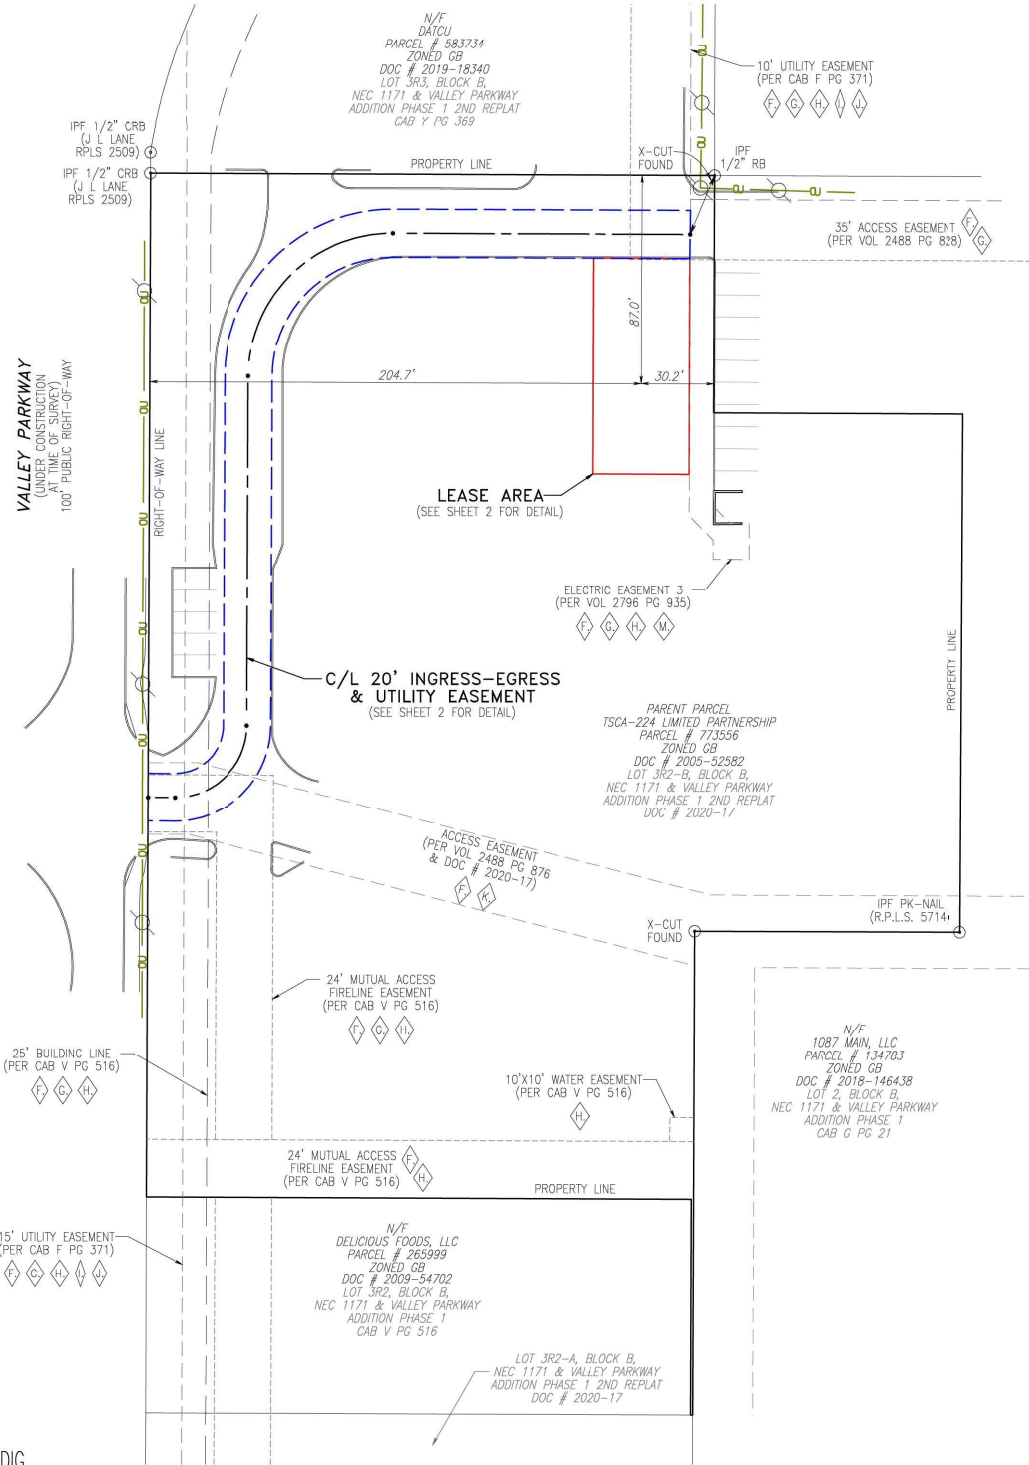 N/F
DATCU
PARCEL # 583734
ZONED GB
DOC # 2019-18340
LOT 3R3, BLOCK B,
NEC 1171 & VALLEY PARKWAY
ADDITION PHASE 1 2ND REPLAT
CAB Y PG 369
10' UTILITY EASEMENT
(PER CAB F PG 371)
F. G. H. I. J.
IPF 1/2" CRB
(J L LANE
RPLS 2509)
IPF 1/2" CRB
(J L LANE
RPLS 2509)
PROPERTY LINE
X-CUT
FOUND
IPF
1/2" RB
35' ACCESS EASEMENT
(PER VOL 2488 PG 828)
F. G.
87.0'
204.7'
30.2'
VALLEY PARKWAY
(UNDER CONSTRUCTION
AT TIME OF SURVEY)
100' PUBLIC RIGHT-OF-WAY
RIGHT-OF-WAY LINE
OU
OU
OU
OU
OU
OU
OU
LEASE AREA
(SEE SHEET 2 FOR DETAIL)
ELECTRIC EASEMENT 3
(PER VOL 2796 PG 935)
F. G. H. M.
C/L 20' INGRESS-EGRESS
& UTILITY EASEMENT
(SEE SHEET 2 FOR DETAIL)
PROPERTY LINE
PARENT PARCEL
TSCA-224 LIMITED PARTNERSHIP
PARCEL # 773556
ZONED GB
DOC # 2005-52582
LOT 3R2-B, BLOCK B,
NEC 1171 & VALLEY PARKWAY
ADDITION PHASE 1 2ND REPLAT
DOC # 2020-17
ACCESS EASEMENT
(PER VOL 2488 PG 876
& DOC # 2020-17)
F. K.
X-CUT
FOUND
IPF PK-NAIL
(R.P.L.S. 5714
24' MUTUAL ACCESS
FIRELINE EASEMENT
(PER CAB V PG 516)
F. G. H.
25' BUILDING LINE
(PER CAB V PG 516)
F. G. H.
10'X10' WATER EASEMENT
(PER CAB V PG 516)
H.
N/F
1087 MAIN, LLC
PARCEL # 134703
ZONED GB
DOC # 2018-146438
LOT 2, BLOCK B,
NEC 1171 & VALLEY PARKWAY
ADDITION PHASE 1
CAB G PG 21
24' MUTUAL ACCESS
FIRELINE EASEMENT
(PER CAB V PG 516)
F. H.
PROPERTY LINE
15' UTILITY EASEMENT
(PER CAB F PG 371)
F. G. H. I. J.
N/F
DELICIOUS FOODS, LLC
PARCEL # 265999
ZONED GB
DOC # 2009-54702
LOT 3R2, BLOCK B,
NEC 1171 & VALLEY PARKWAY
ADDITION PHASE 1
CAB V PG 516
LOT 3R2-A, BLOCK B,
NEC 1171 & VALLEY PARKWAY
ADDITION PHASE 1 2ND REPLAT
DOC # 2020-17
DIG